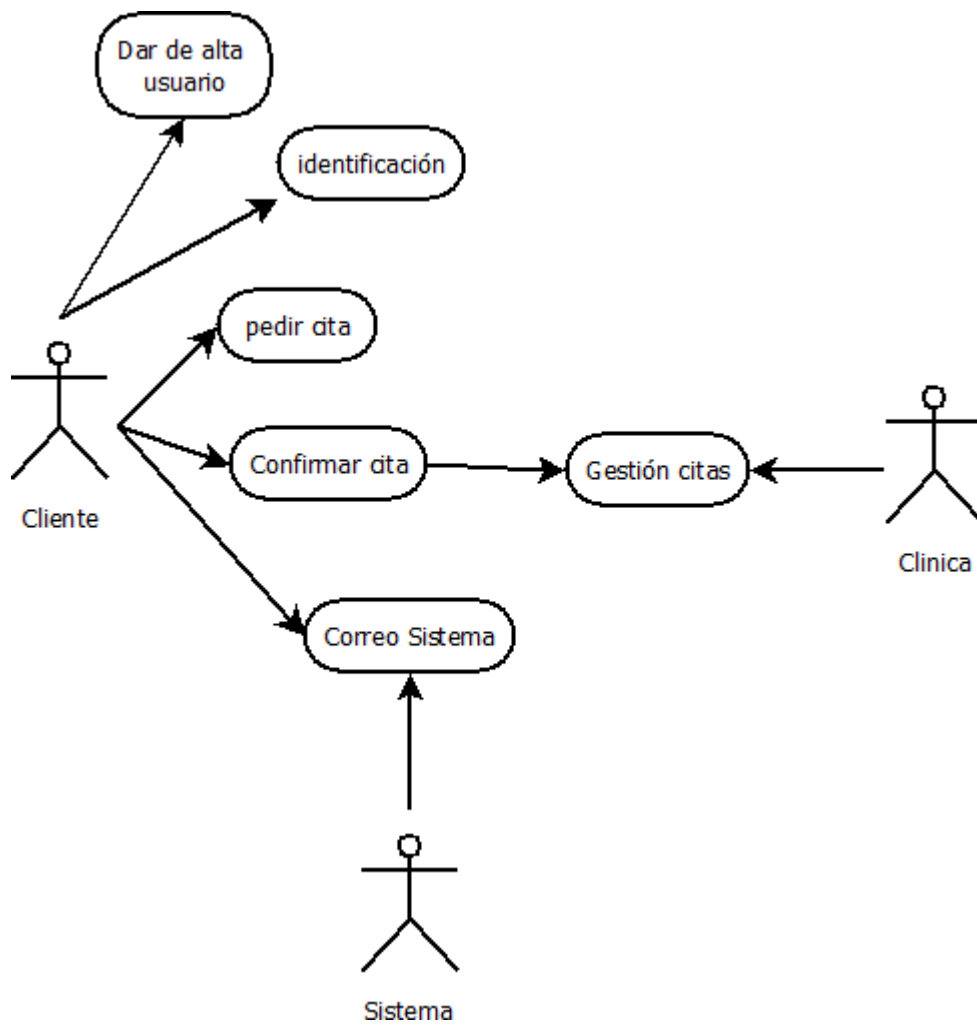 Dar de alta
usuario
identificación
pedir cita
Confirmar cita
Gestión citas
Cliente
Clinica
Correo Sistema
Sistema